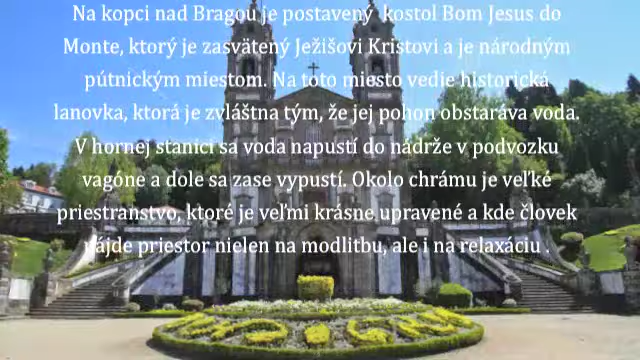 Na kopci nad Bragou je postavený kostol Bom Jesus do
Monte, ktorý je zasvätený Ježišovi Kristovi a je národným
pútnickým miestom. Na toto miesto vedie historická
lanovka, ktorá je zvláštna tým, že jej pohon obstaráva voda.
V hornej stanici sa voda napustí do nádrže v podvozku
vagóne a dole sa zase vypustí. Okolo chrámu je veľké
priestranstvo, ktoré je veľmi krásne upravené a kde človek
nájde priestor nielen na modlitbu, ale i na relaxáciu .